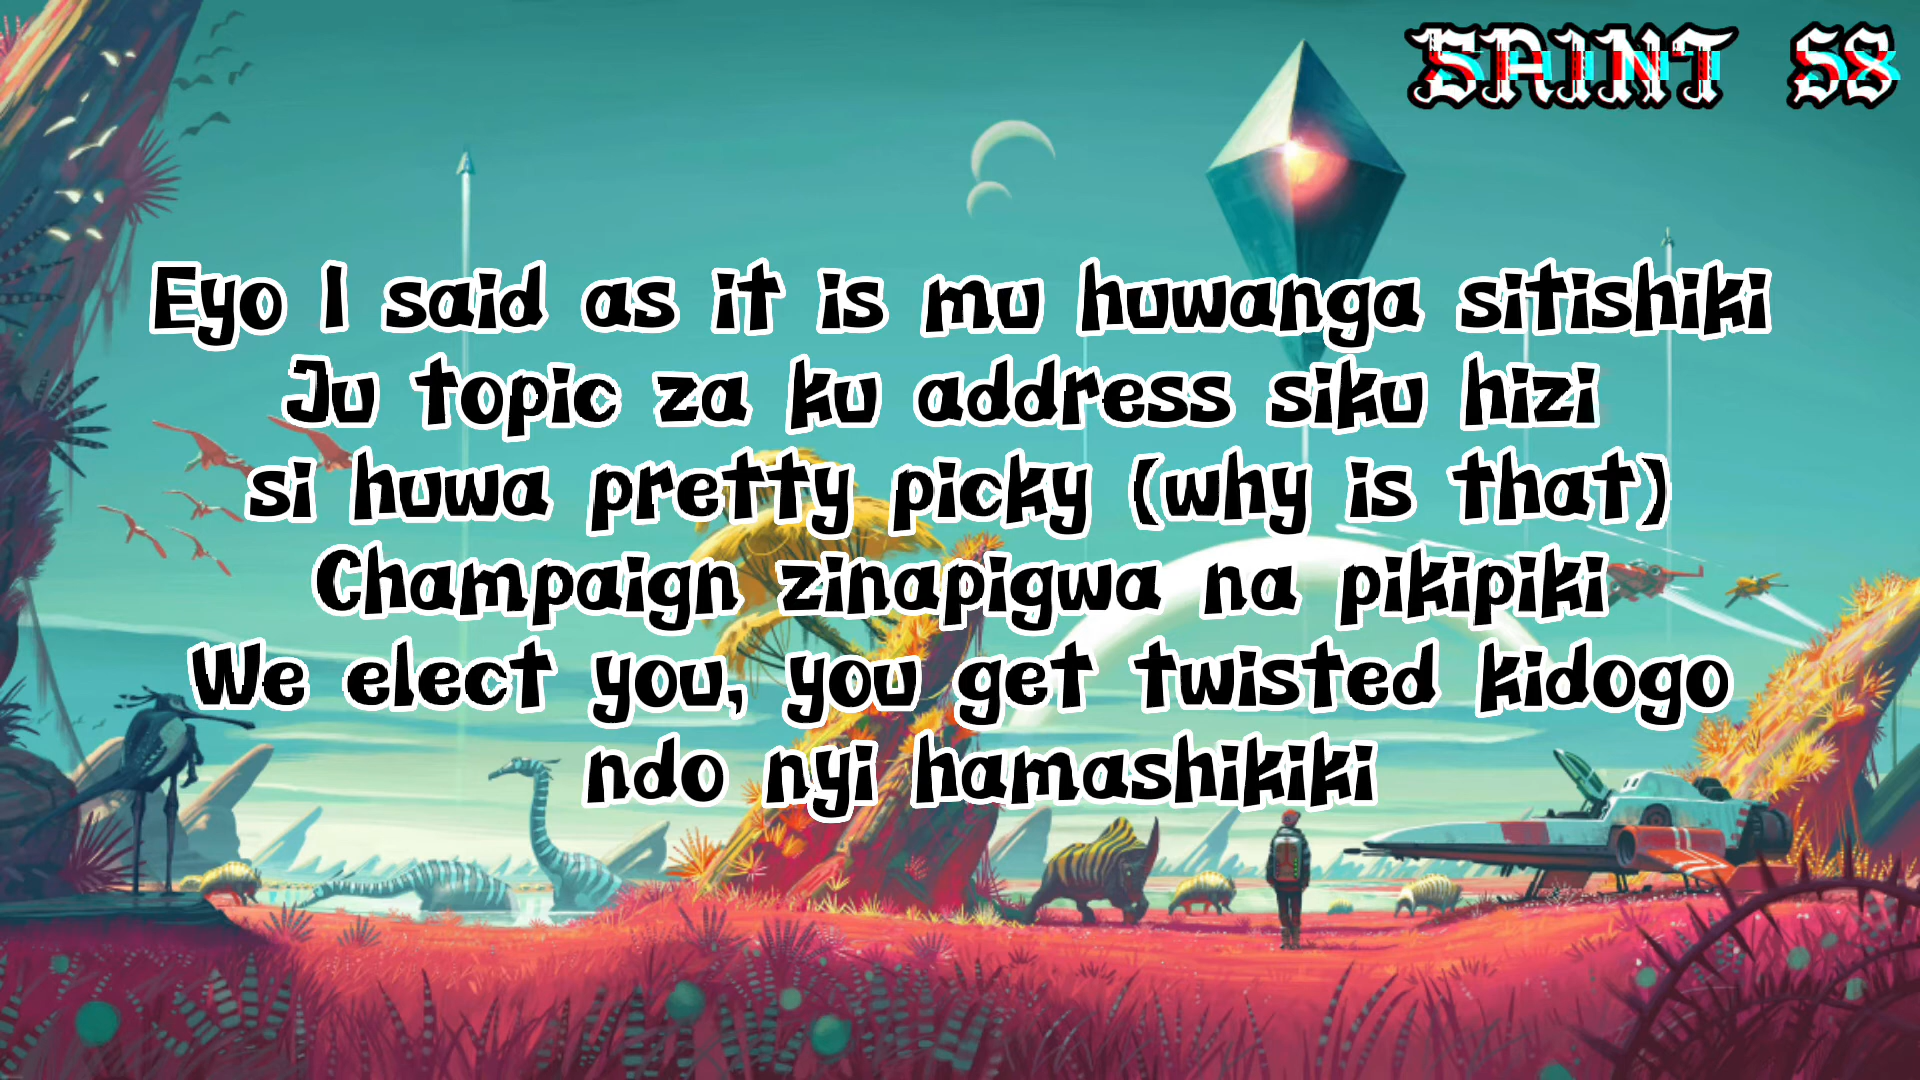 SAINT 58
Eyo I said as it is mu huwanga sitishiki
Ju topic za ku address siku hizi
si huwa pretty picky (why is that)
Champaign zinapigwa na pikipiki
We elect you, you get twisted kidogo
ndo nyi hamashikiki